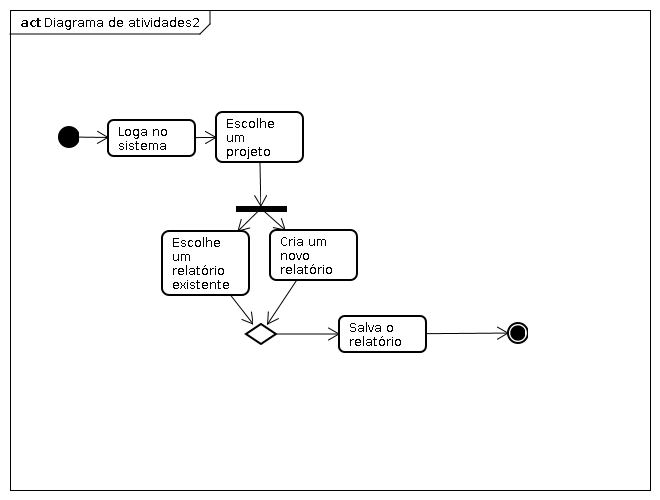 act Diagrama de atividades2
Loga no
sistema
Escolhe
um
projeto
Escolhe
um
relatório
existente
Cria um
novo
relatório
Salva o
relatório